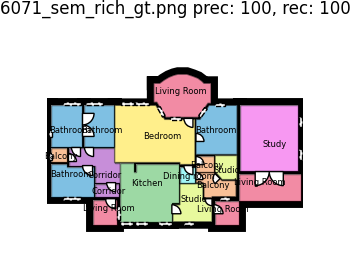 6071_sem_rich_gt.png prec: 100, rec: 100
Living Room
Bathroom Bathroom Bedroom Bathroom Study
Balcony Balcony
Bathroom Corridor Kitchen Dining Room Studio Living Room
Corridor Balcony
Living Room Studio Living Room